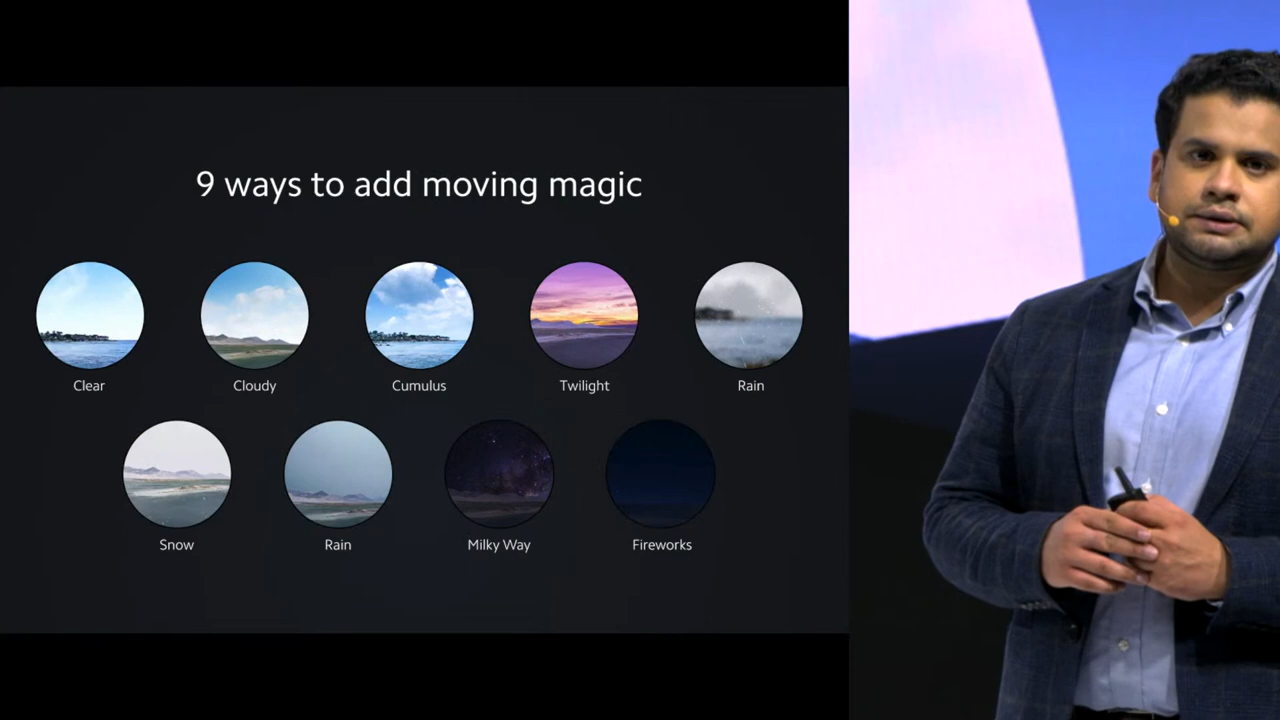 9 ways to add moving magic
Clear Cloudy Cumulus Twilight Rain
Snow Rain Milky Way Fireworks